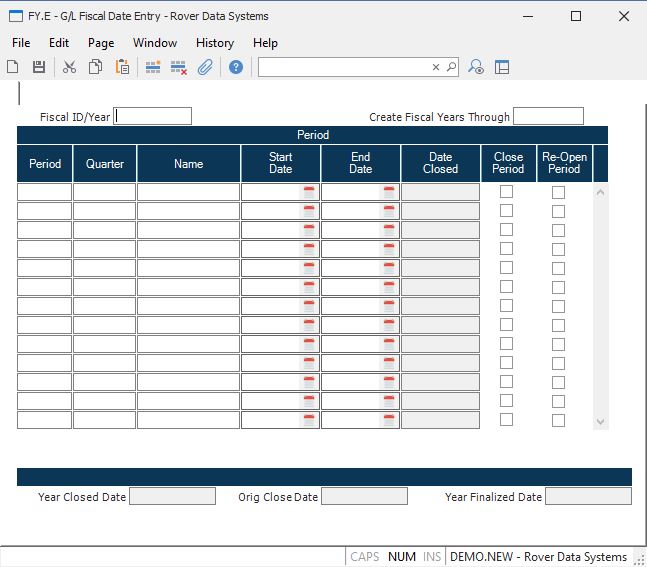 FY.E - G/L Fiscal Date Entry - Rover Data Systems
File Edit Page Window History Help
Fiscal ID/Year Create Fiscal Years Through
Period
Period Quarter Name Start Date End Date Date Closed Close Period Re-Open Period
Year Closed Date Orig Close Date Year Finalized Date
CAPS NUM INS DEMO.NEW - Rover Data Systems